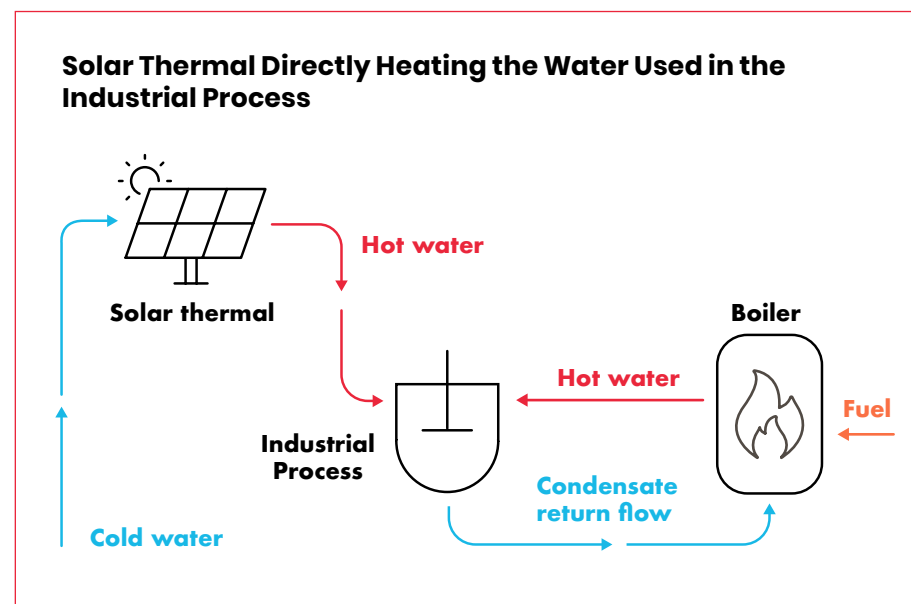 Solar Thermal Directly Heating the Water Used in the
Industrial Process
Hot water
Solar thermal
Boiler
Hot water
Fuel
Industrial
Process
Condensate
return flow
Cold water